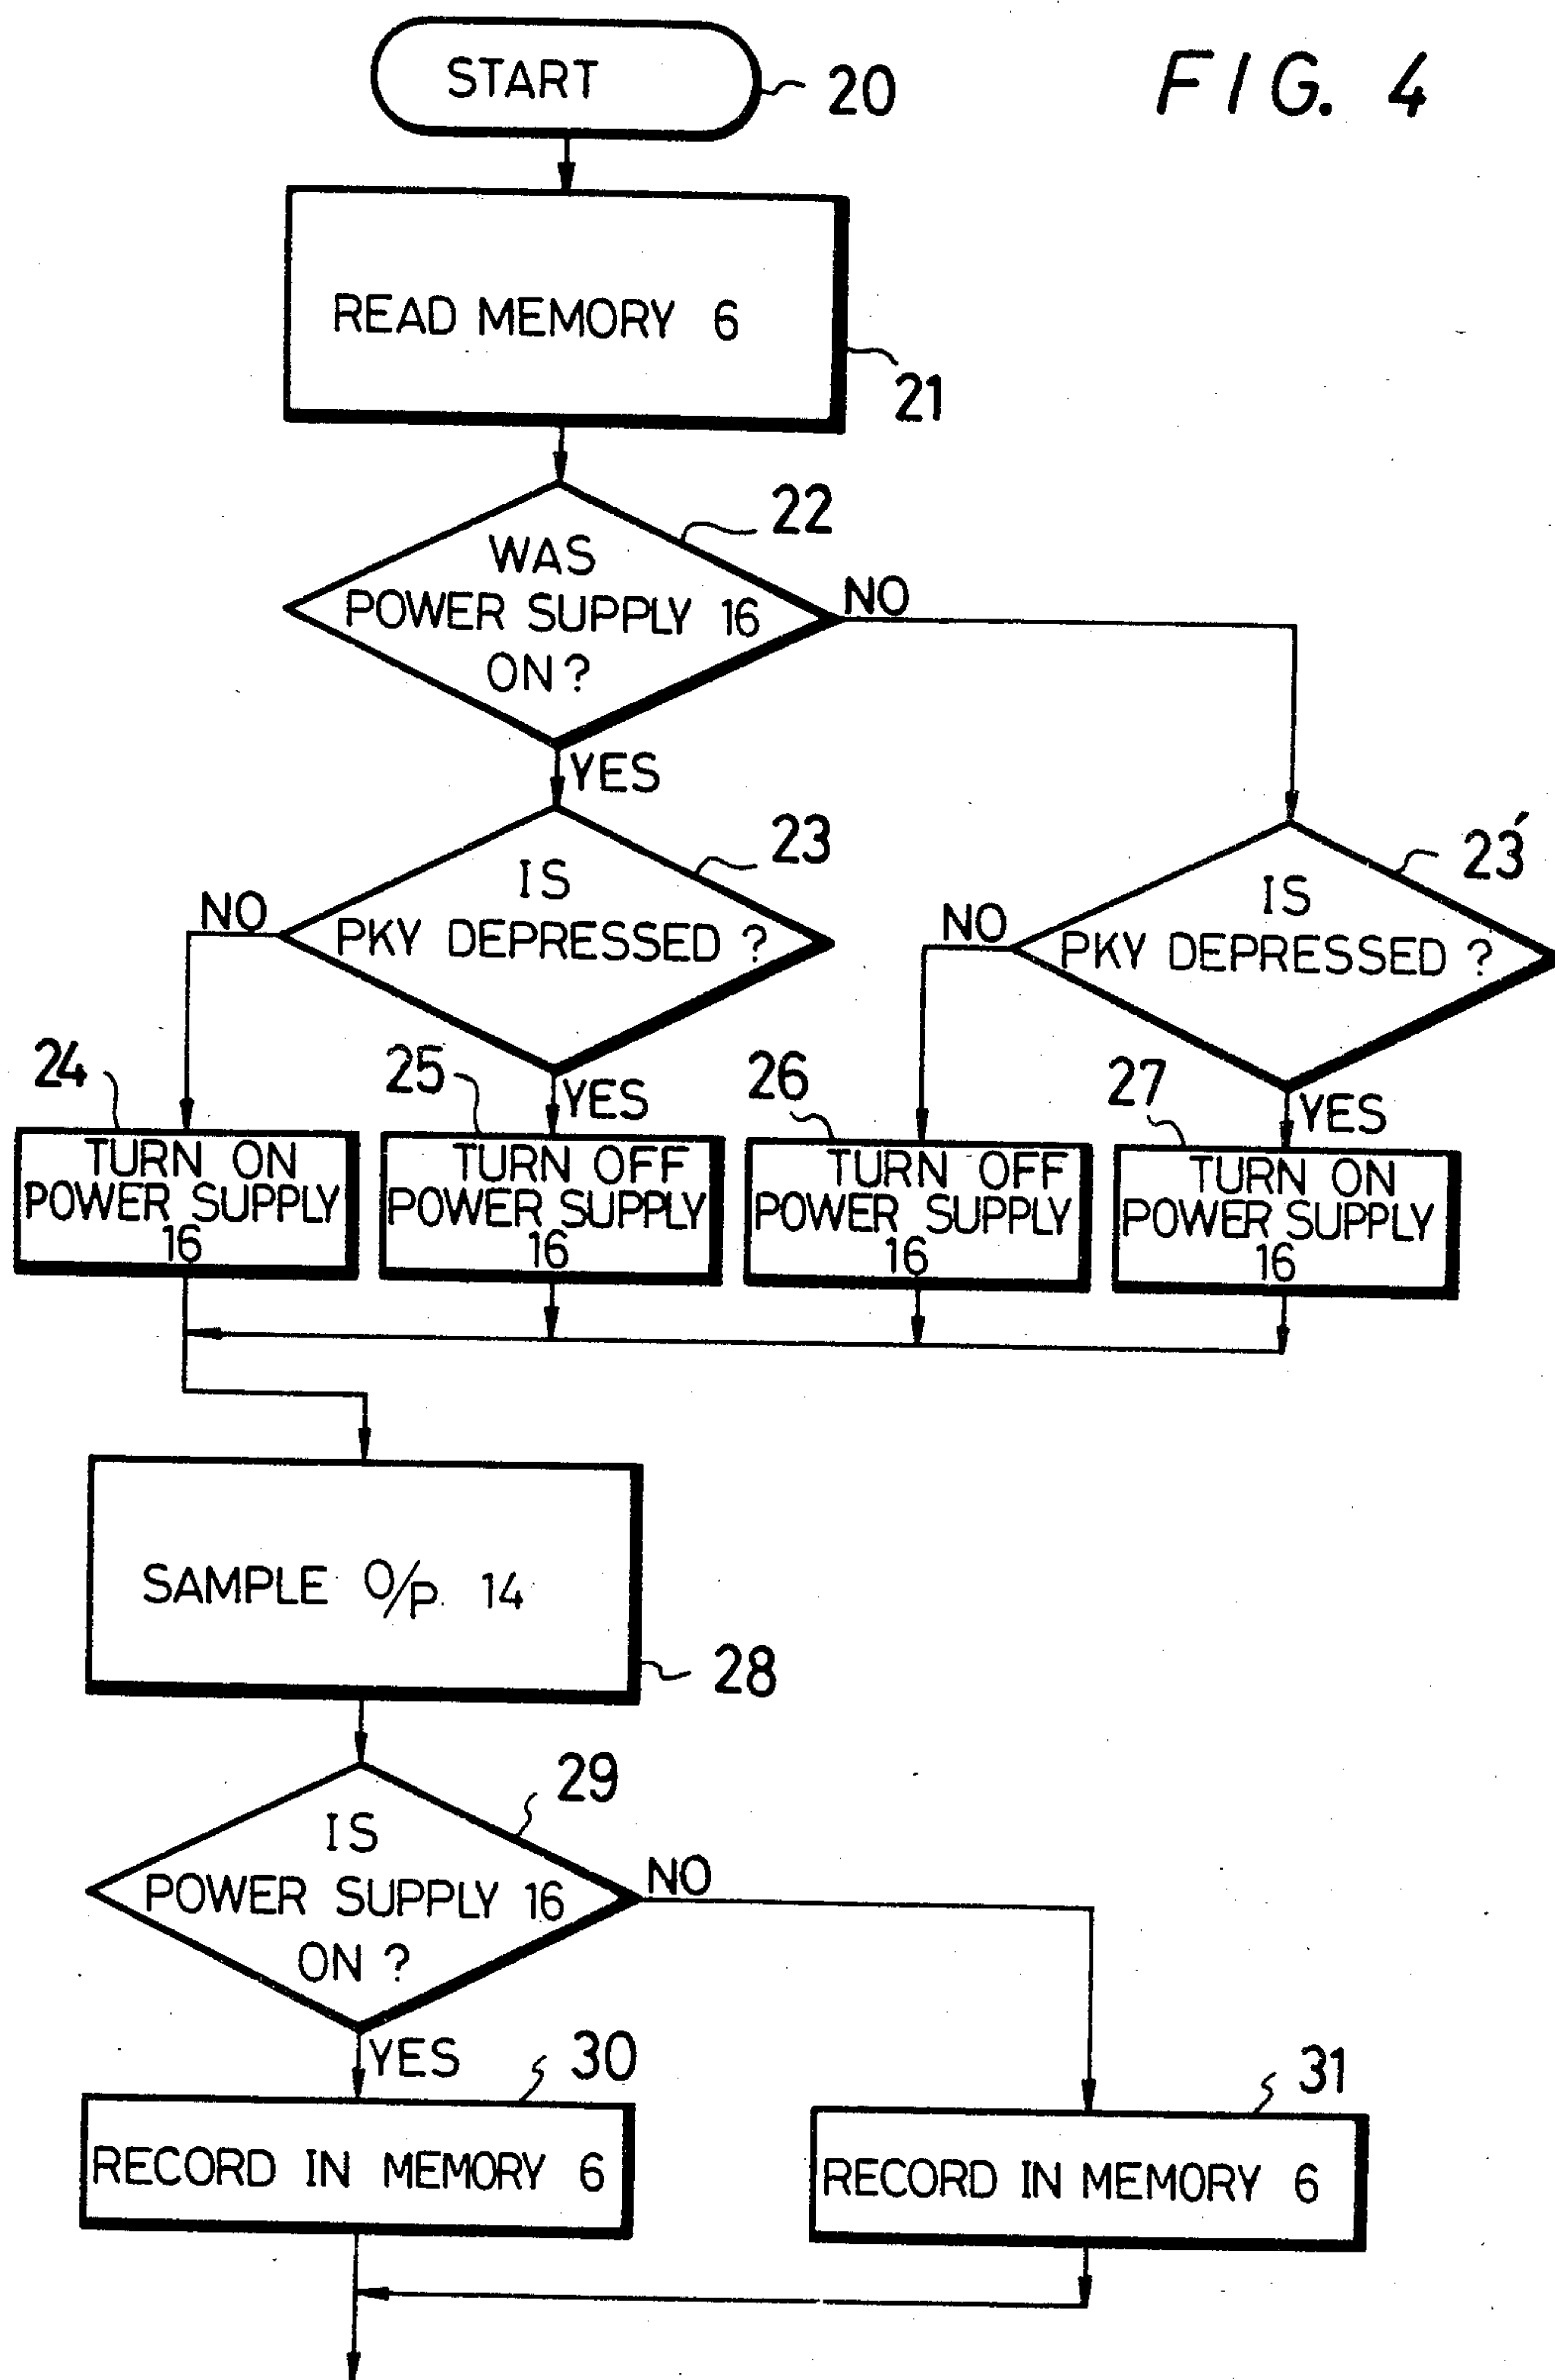 FIG. 4
START
20
READ MEMORY 6
21
22
WAS
POWER SUPPLY 16
ON?
NO
YES
23
IS
PKY DEPRESSED ?
NO
YES
23´
IS
PKY DEPRESSED ?
NO
YES
24
TURN ON
POWER SUPPLY
16
25
TURN OFF
POWER SUPPLY
16
26
TURN OFF
POWER SUPPLY
16
27
TURN ON
POWER SUPPLY
16
SAMPLE O/P. 14
28
29
IS
POWER SUPPLY 16
ON ?
NO
YES
30
RECORD IN MEMORY 6
31
RECORD IN MEMORY 6